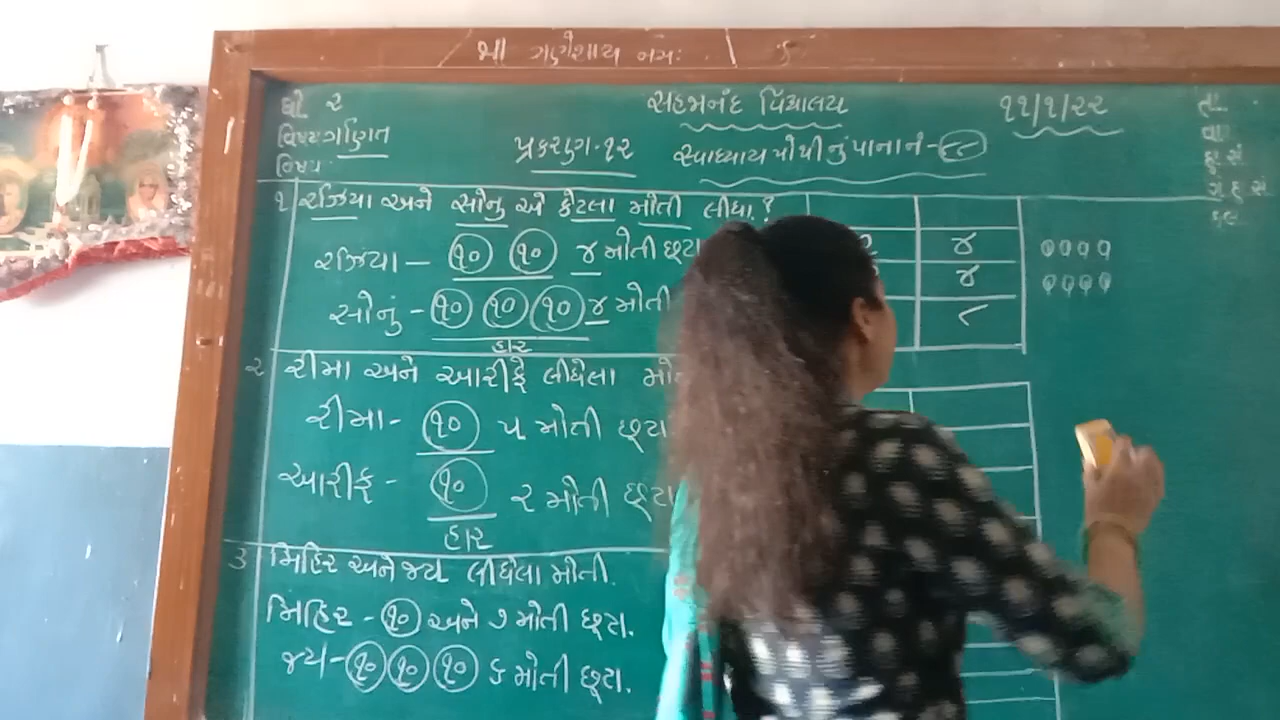 શ્રી ગણેશાય નમઃ
ધો. ૨ સહજાનંદ વિદ્યાલય ૧૧/૧/૨૨ તા.
વિષય ગણિત પ્રકરણ-૧૨ સ્વાધ્યાય પોથીનું પાના નં- વાર
વિષય:
૧ રઝિયા અને સોનુ એ કેટલા મોતી લીધા?
રઝિયા — ૧૦ ૧૦ ૪ મોતી છૂટા ૪
૪
સોનું - ૧૦ ૧૦ ૧૦ ૪ મોતી ૮
હાર
૨ રીમા અને આરીફે લીધેલા
રીમા - ૧૦ ૫ મોતી છૂટા
આરીફ - ૧૦ ૨ મોતી છૂટા
હાર
૩ મિહિર અને જય લીધેલા મોતી.
મિહિર - ૧૦ અને ૭ મોતી છૂટા.
જય - ૧૦ ૧૦ ૧૦ ૬ મોતી છૂટા.